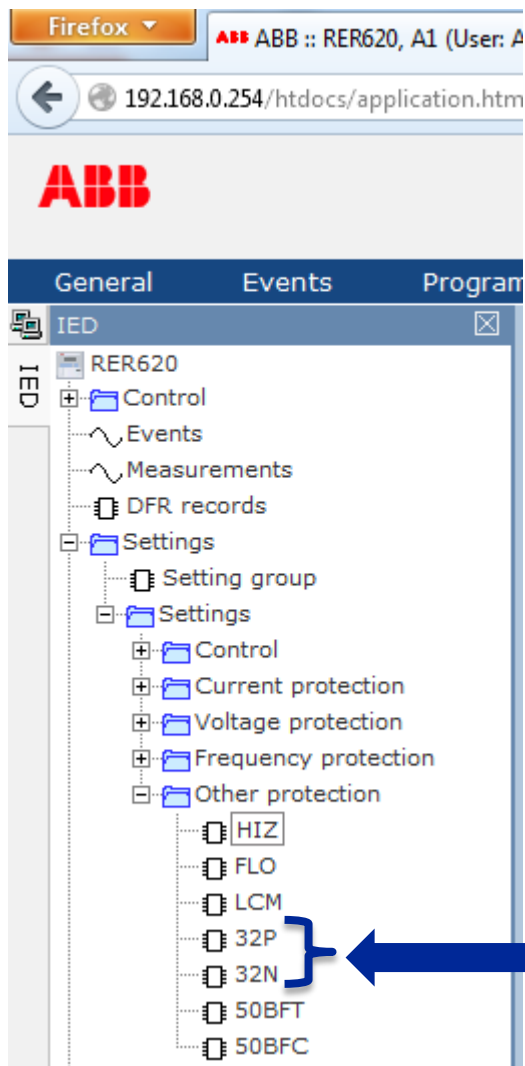 Firefox
ABB ABB :: RER620, A1 (User: A
192.168.0.254/htdocs/application.htm
ABB
General Events Program
IED
IED
RER620
Control
Events
Measurements
DFR records
Settings
Setting group
Settings
Control
Current protection
Voltage protection
Frequency protection
Other protection
HIZ
FLO
LCM
32P
32N
50BFT
50BFC